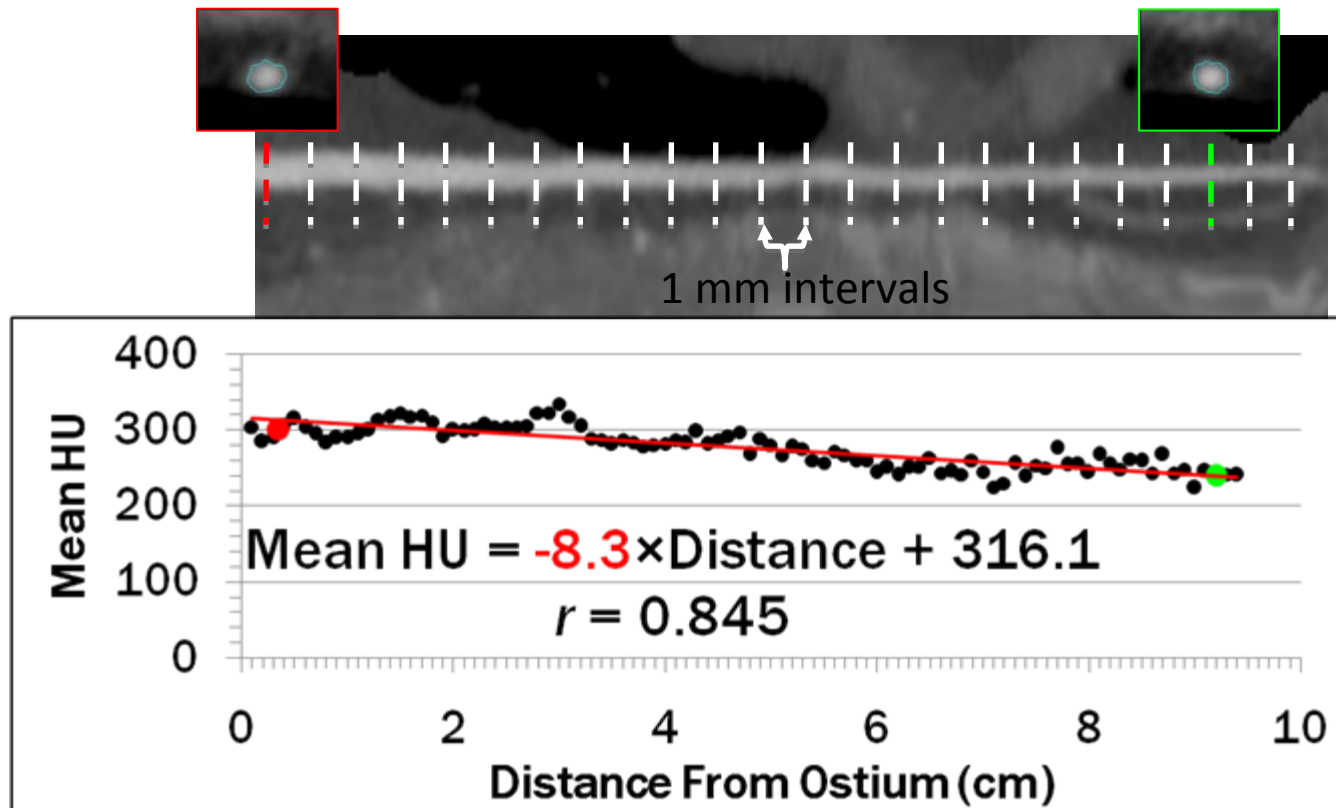 1 mm intervals
400
300
200
100
0
Mean HU
Mean HU = -8.3×Distance + 316.1
r = 0.845
0 2 4 6 8 10
Distance From Ostium (cm)